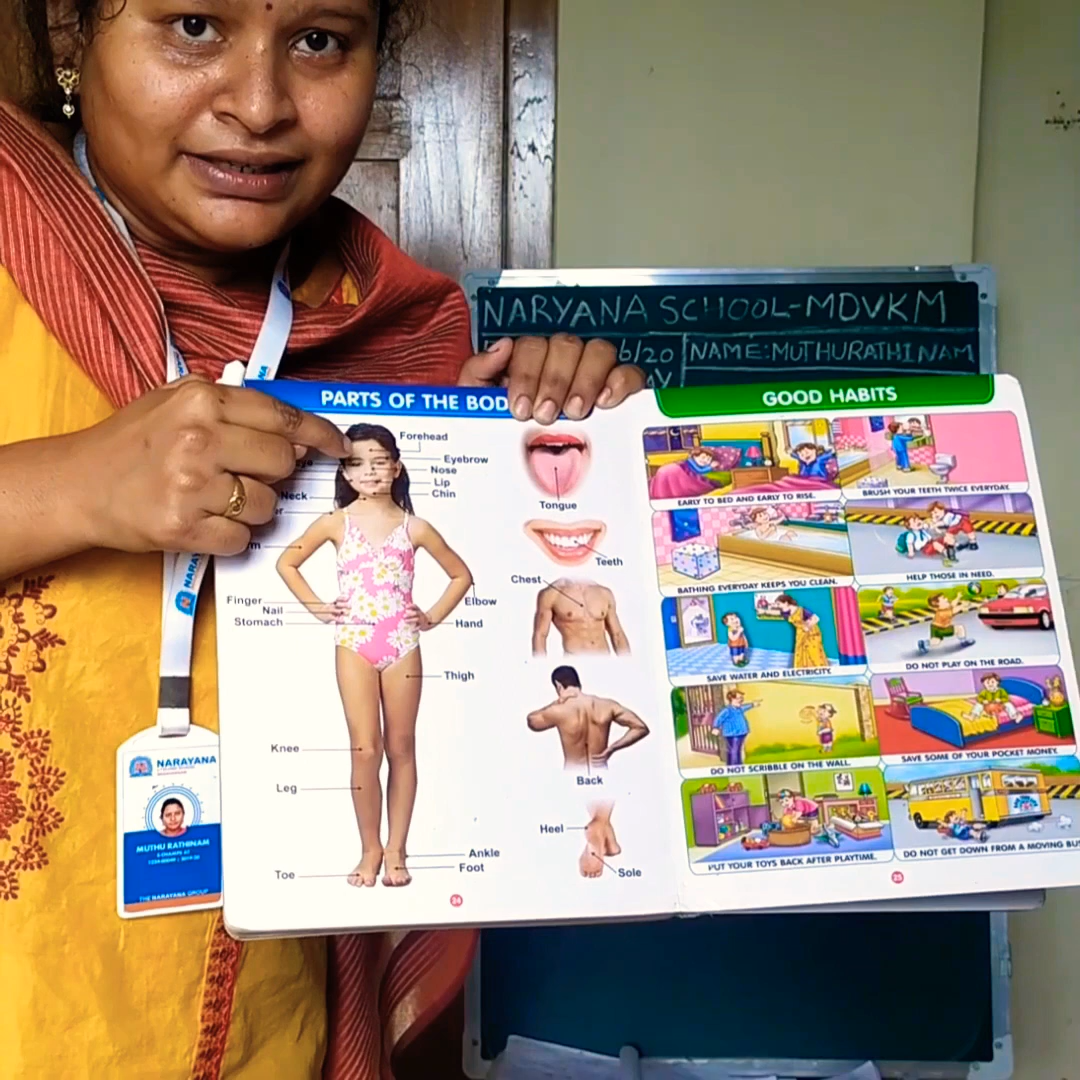 NARYANA SCHOOL-MDVKM
6/20 NAME:MUTHURATHINAM
PARTS OF THE BOD
Forehead
Eyebrow
Nose
Lip
Chin
Neck
Finger
Nail
Stomach
Elbow
Hand
Thigh
Knee
Leg
Ankle
Foot
Toe
Tongue
Teeth
Chest
Back
Heel
Sole
24
GOOD HABITS
EARLY TO BED AND EARLY TO RISE.
BRUSH YOUR TEETH TWICE EVERYDAY.
BATHING EVERYDAY KEEPS YOU CLEAN.
HELP THOSE IN NEED.
SAVE WATER AND ELECTRICITY.
DO NOT PLAY ON THE ROAD.
DO NOT SCRIBBLE ON THE WALL.
SAVE SOME OF YOUR POCKET MONEY.
PUT YOUR TOYS BACK AFTER PLAYTIME.
DO NOT GET DOWN FROM A MOVING BUS
25
NARAYANA
MUTHU RATHINAM
THE NARAYANA GROUP